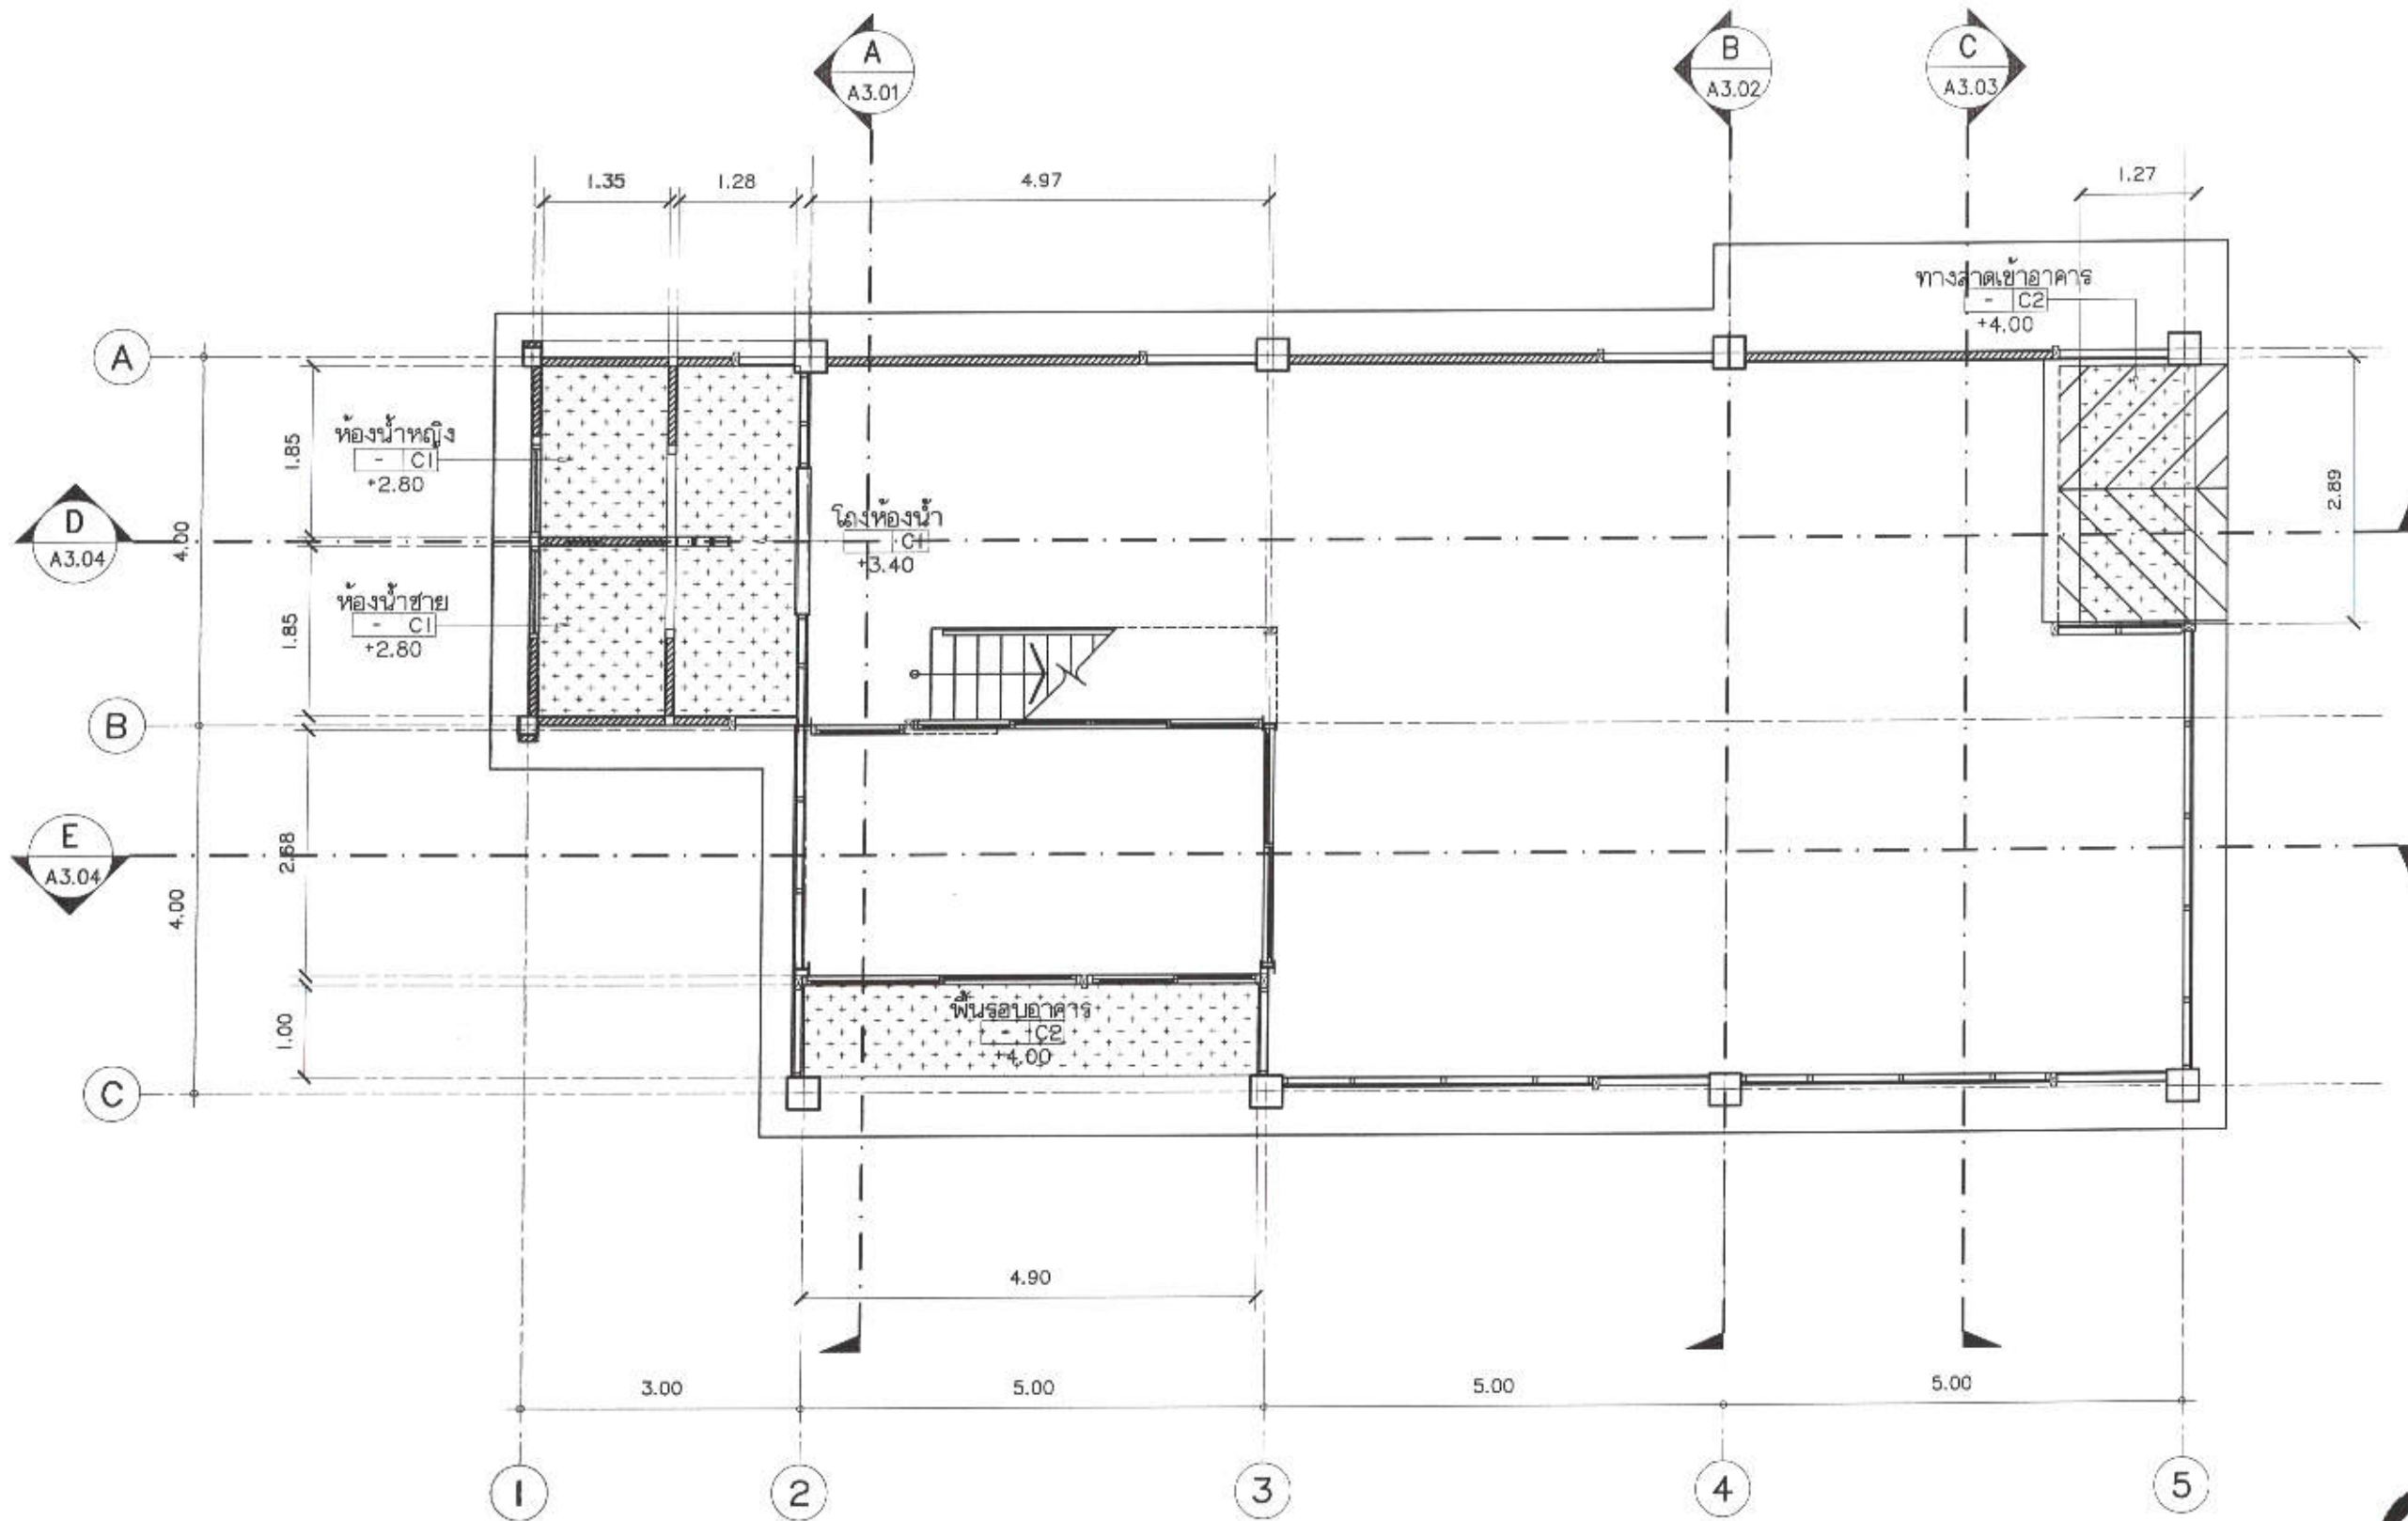 A
A3.01
B
A3.02
C
A3.03
1.35
1.28
4.97
1.27
ทางลาดเข้าอาคาร
- C2
+4.00
A
ห้องน้ำหญิง
- C1
+2.80
1.85
2.89
D
A3.04
4.00
โถงห้องน้ำ
C1
+3.40
ห้องน้ำชาย
- C1
+2.80
1.85
B
E
A3.04
2.68
4.00
พื้นรอบอาคาร
- C2
+4.00
1.00
C
4.90
3.00
5.00
5.00
5.00
1
2
3
4
5